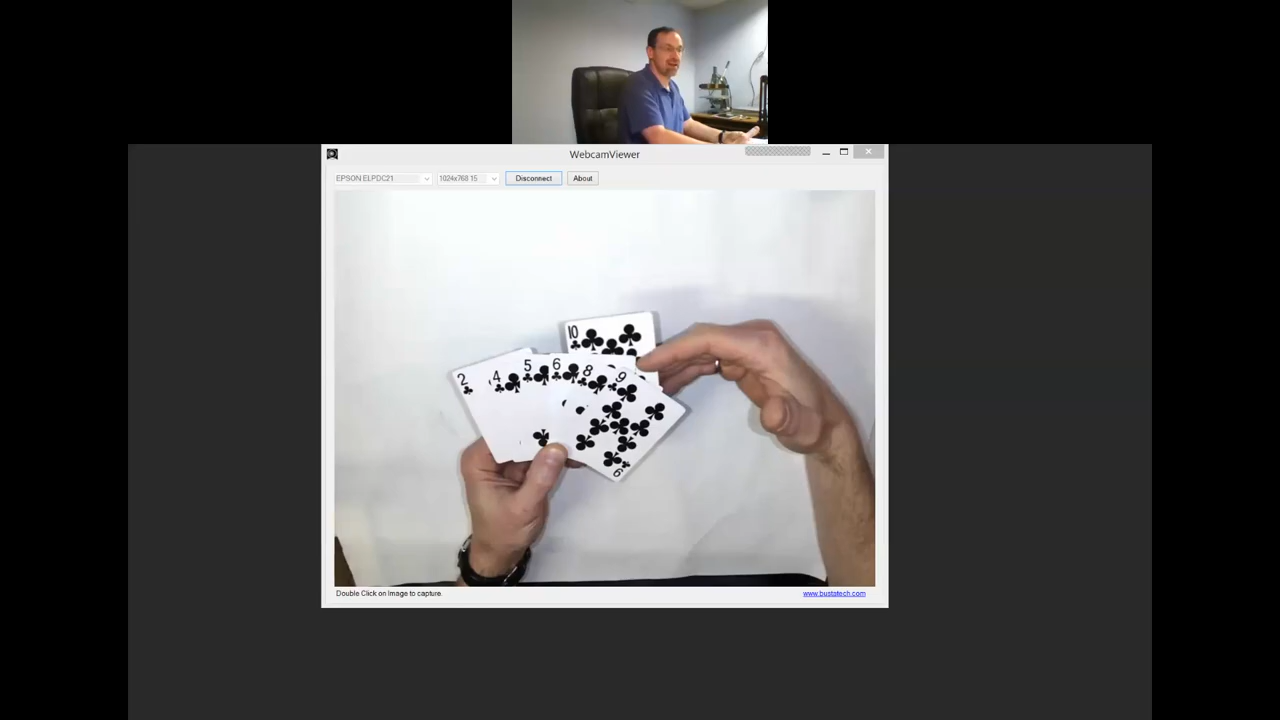 WebcamViewer
EPSON ELPDC21
1024x768 15
Disconnect
About
10
2
4
5
6
8
9
9
Double Click on Image to capture.
www.bustatech.com